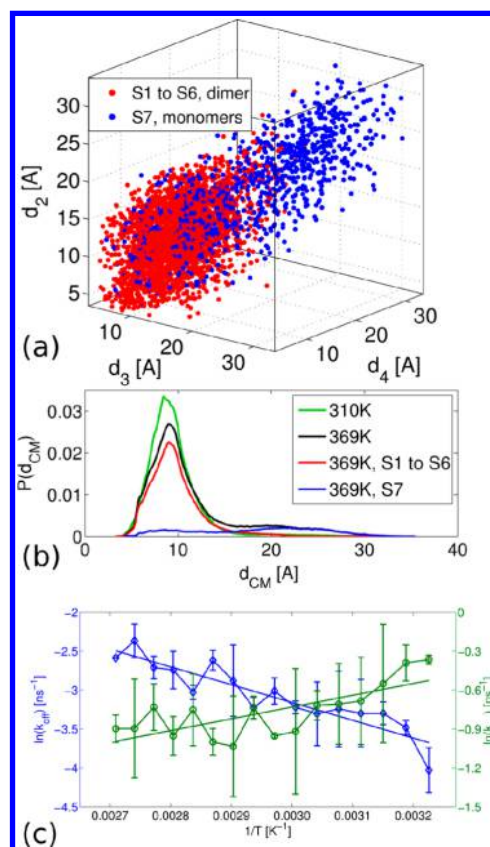 S1 to S6, dimer
S7, monomers
30
25
20
15
10
5
d2 [A]
10
20
30
d3 [A]
10
20
30
d4 [A]
(a)
0.03
0.02
0.01
0
P(dCM)
310K
369K
369K, S1 to S6
369K, S7
0
10
20
30
40
dCM [A]
(b)
-2
-2.5
-3
-3.5
-4
-4.5
ln(koff) [ns-1]
0
-0.3
-0.6
-0.9
-1.2
-1.5
0.0027
0.0028
0.0029
0.0030
0.0031
0.0032
1/T [K-1]
(c)